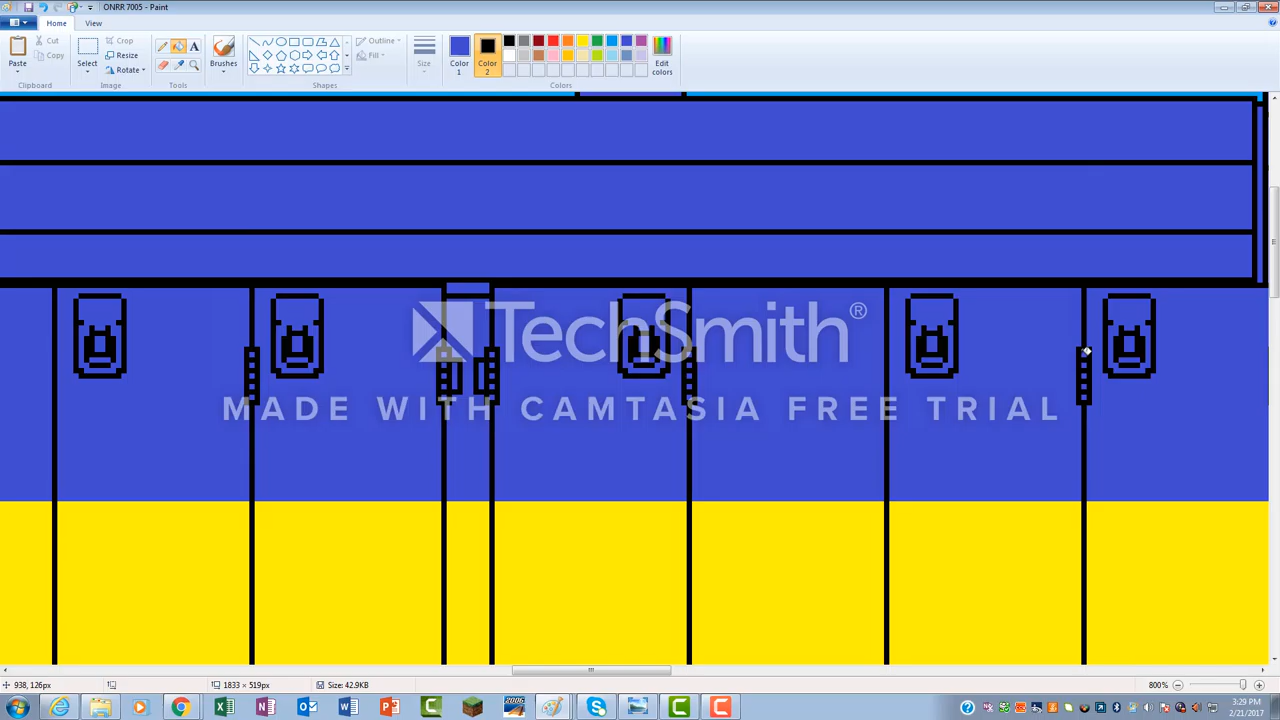 ONRR 7005 - Paint
Home
View
Paste
Cut
Copy
Clipboard
Select
Crop
Resize
Rotate
Image
A
Tools
Brushes
Shapes
Outline
Fill
Size
Color 1
Color 2
Colors
Edit colors
TechSmith®
MADE WITH CAMTASIA FREE TRIAL
938, 126px
1833 × 519px
Size: 42.9KB
800%
3:29 PM
2/21/2017